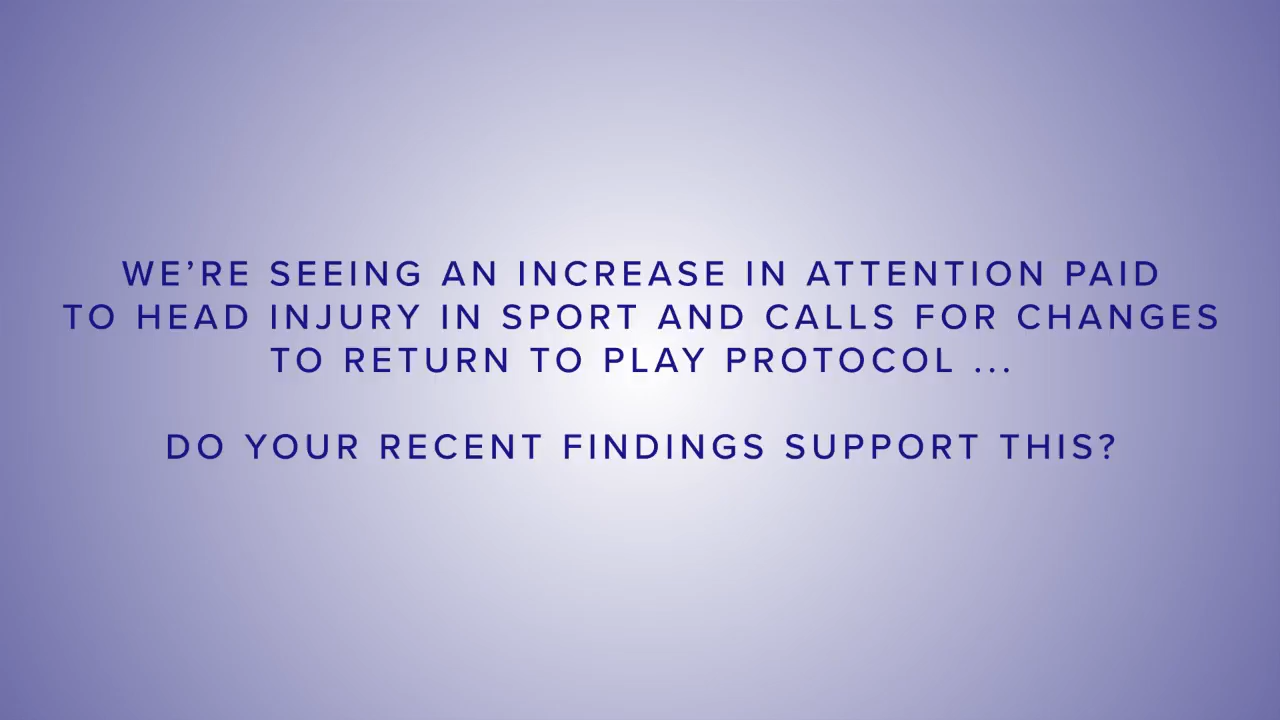 WE’RE SEEING AN INCREASE IN ATTENTION PAID
TO HEAD INJURY IN SPORT AND CALLS FOR CHANGES
TO RETURN TO PLAY PROTOCOL ...
DO YOUR RECENT FINDINGS SUPPORT THIS?